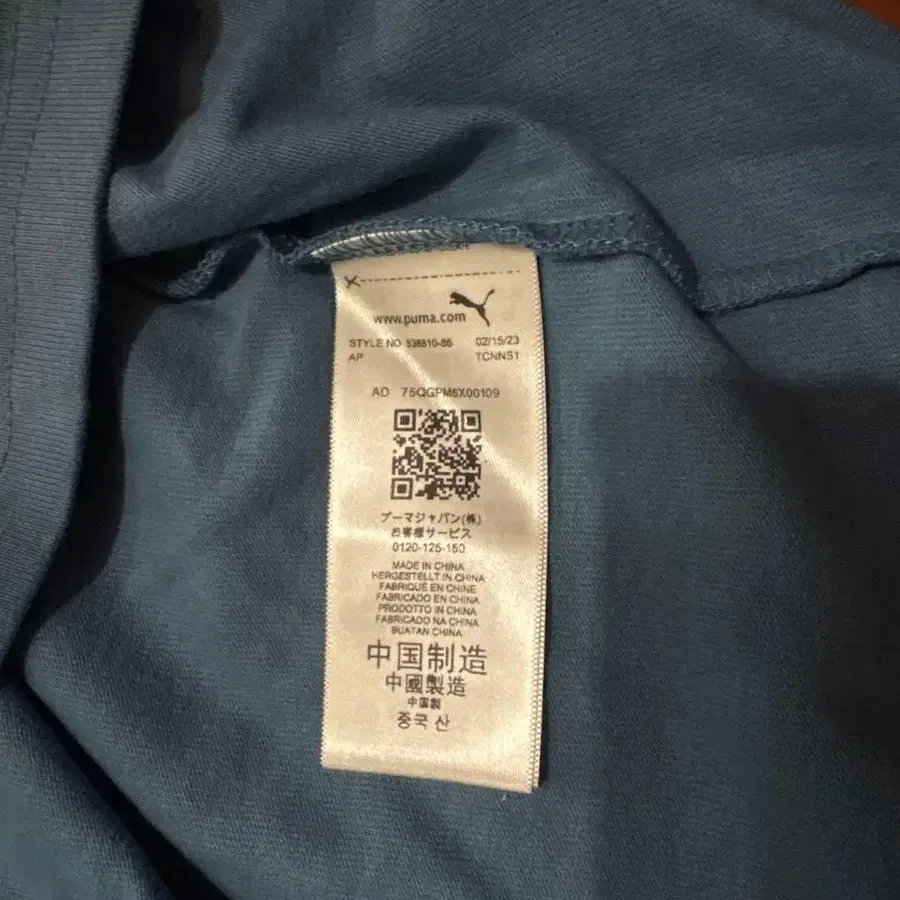 www.puma.com
STYLE NO 538810-86 02/15/23
AP TCNNS1
AO 75QGPM6X00109
プーマジャパン(株)
お客様サービス
0120-125-150
MADE IN CHINA
HERGESTELLT IN CHINA
FABRIQUÉ EN CHINE
FABRICADO EN CHINA
PRODOTTO IN CHINA
FABRICADO NA CHINA
BUATAN CHINA
中国制造
中國製造
中国製
중국 산